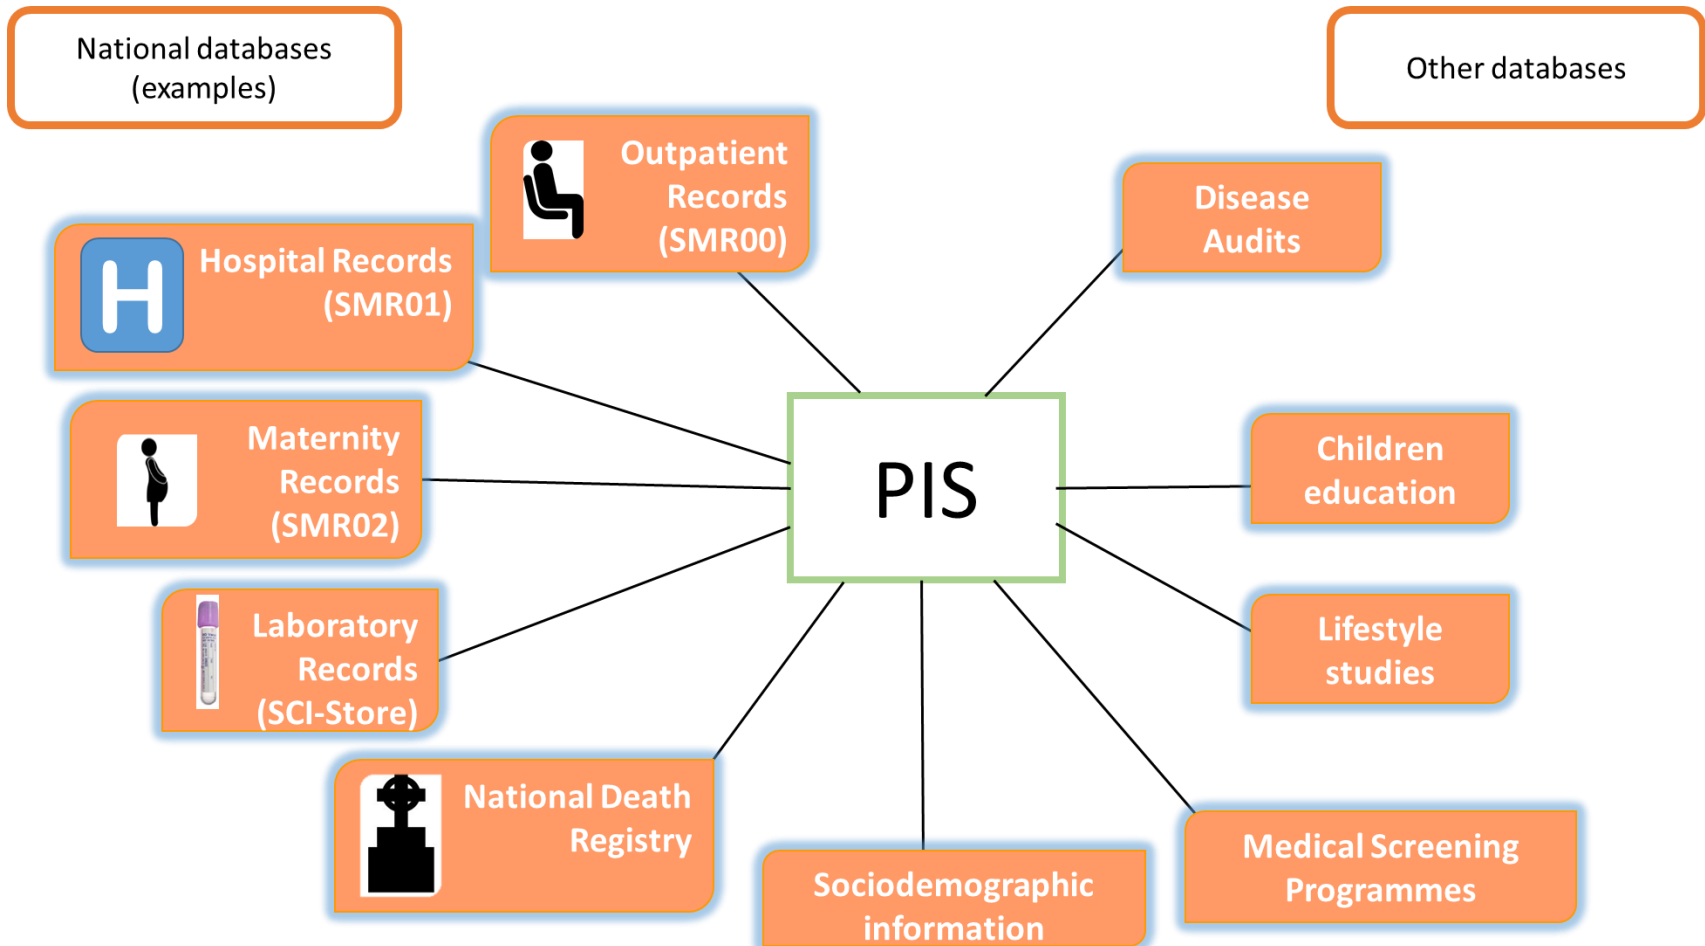 National databases
(examples)
Other databases
Outpatient
Records
(SMR00)
Disease
Audits
Hospital Records
(SMR01)
H
Maternity
Records
(SMR02)
PIS
Children
education
Laboratory
Records
(SCI-Store)
Lifestyle
studies
National Death
Registry
Medical Screening
Programmes
Sociodemographic
information